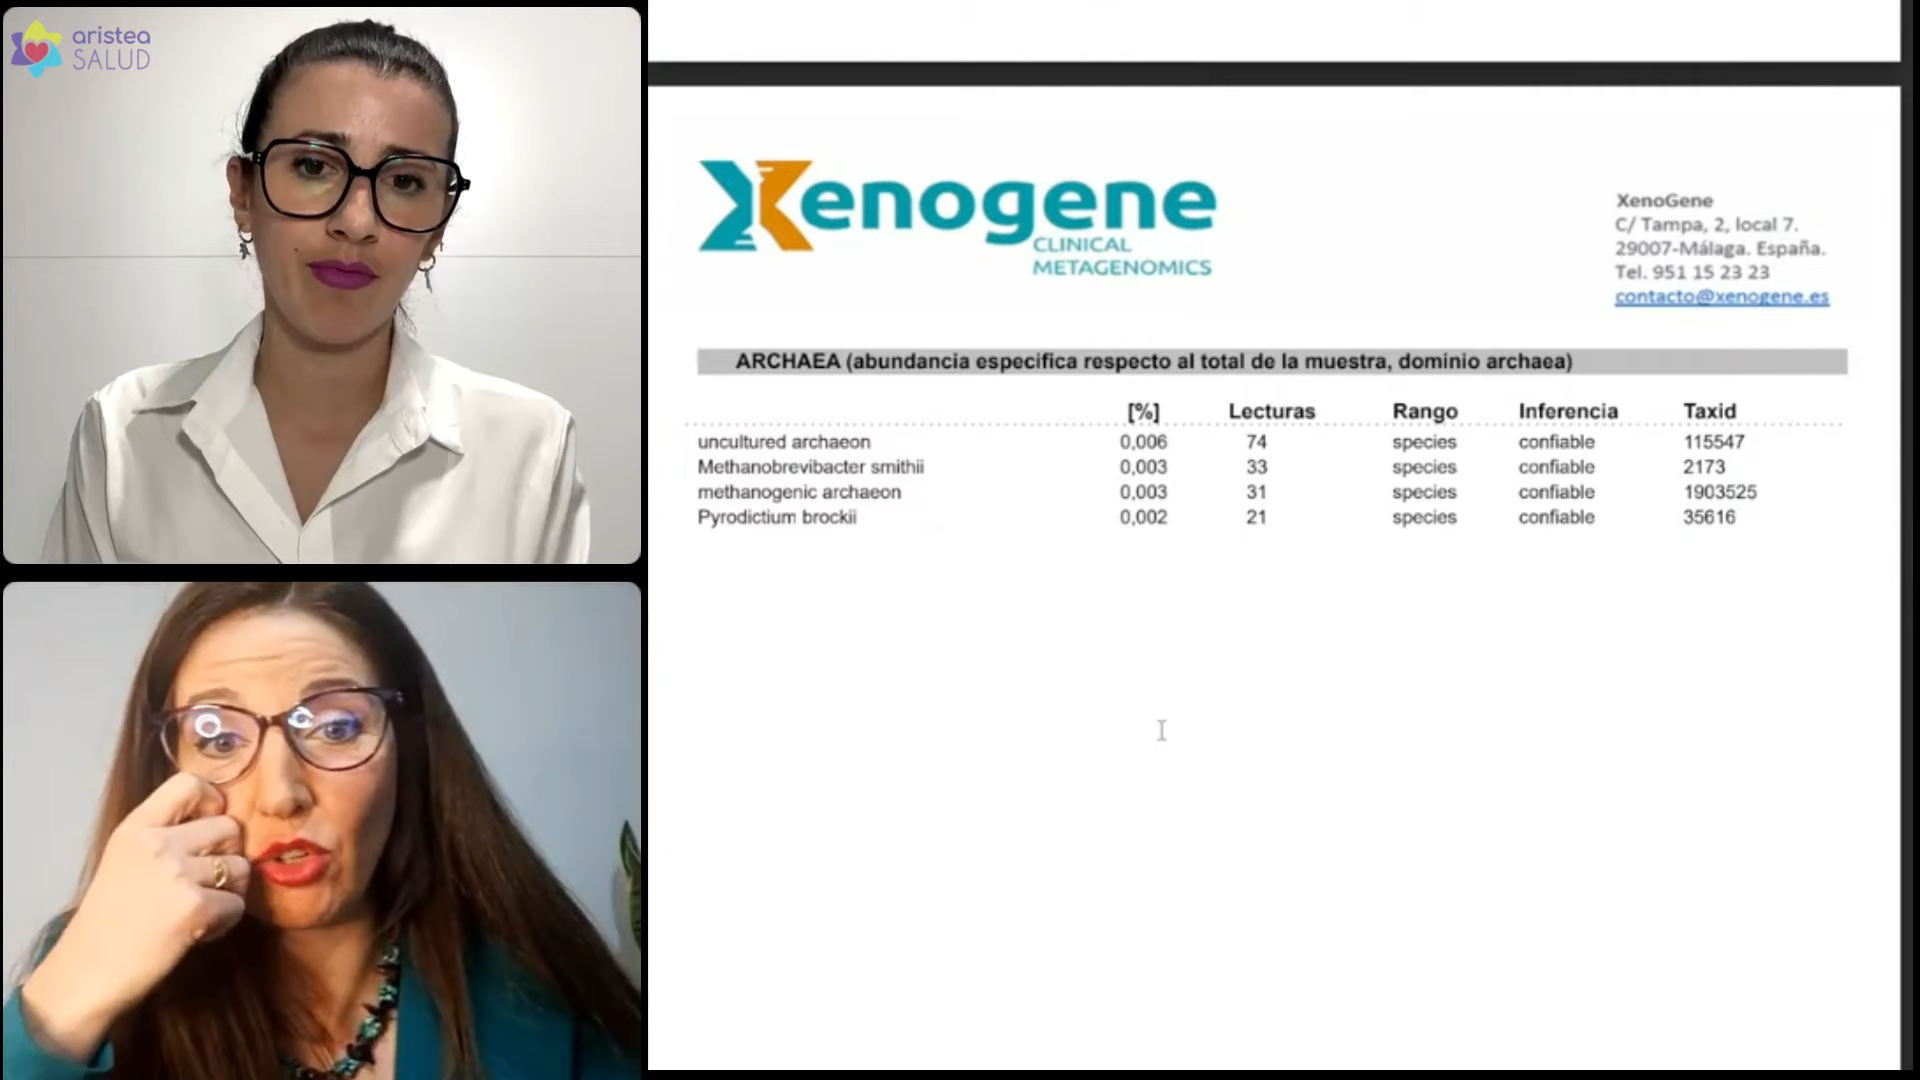 aristea
SALUD
Xenogene
CLINICAL
METAGENOMICS
XenoGene
C/ Tampa, 2, local 7.
29007-Málaga. España.
Tel. 951 15 23 23
contacto@xenogene.es
ARCHAEA (abundancia especifica respecto al total de la muestra, dominio archaea)
[%] Lecturas Rango Inferencia Taxid
uncultured archaeon 0,006 74 species confiable 115547
Methanobrevibacter smithii 0,003 33 species confiable 2173
methanogenic archaeon 0,003 31 species confiable 1903525
Pyrodictium brockii 0,002 21 species confiable 35616